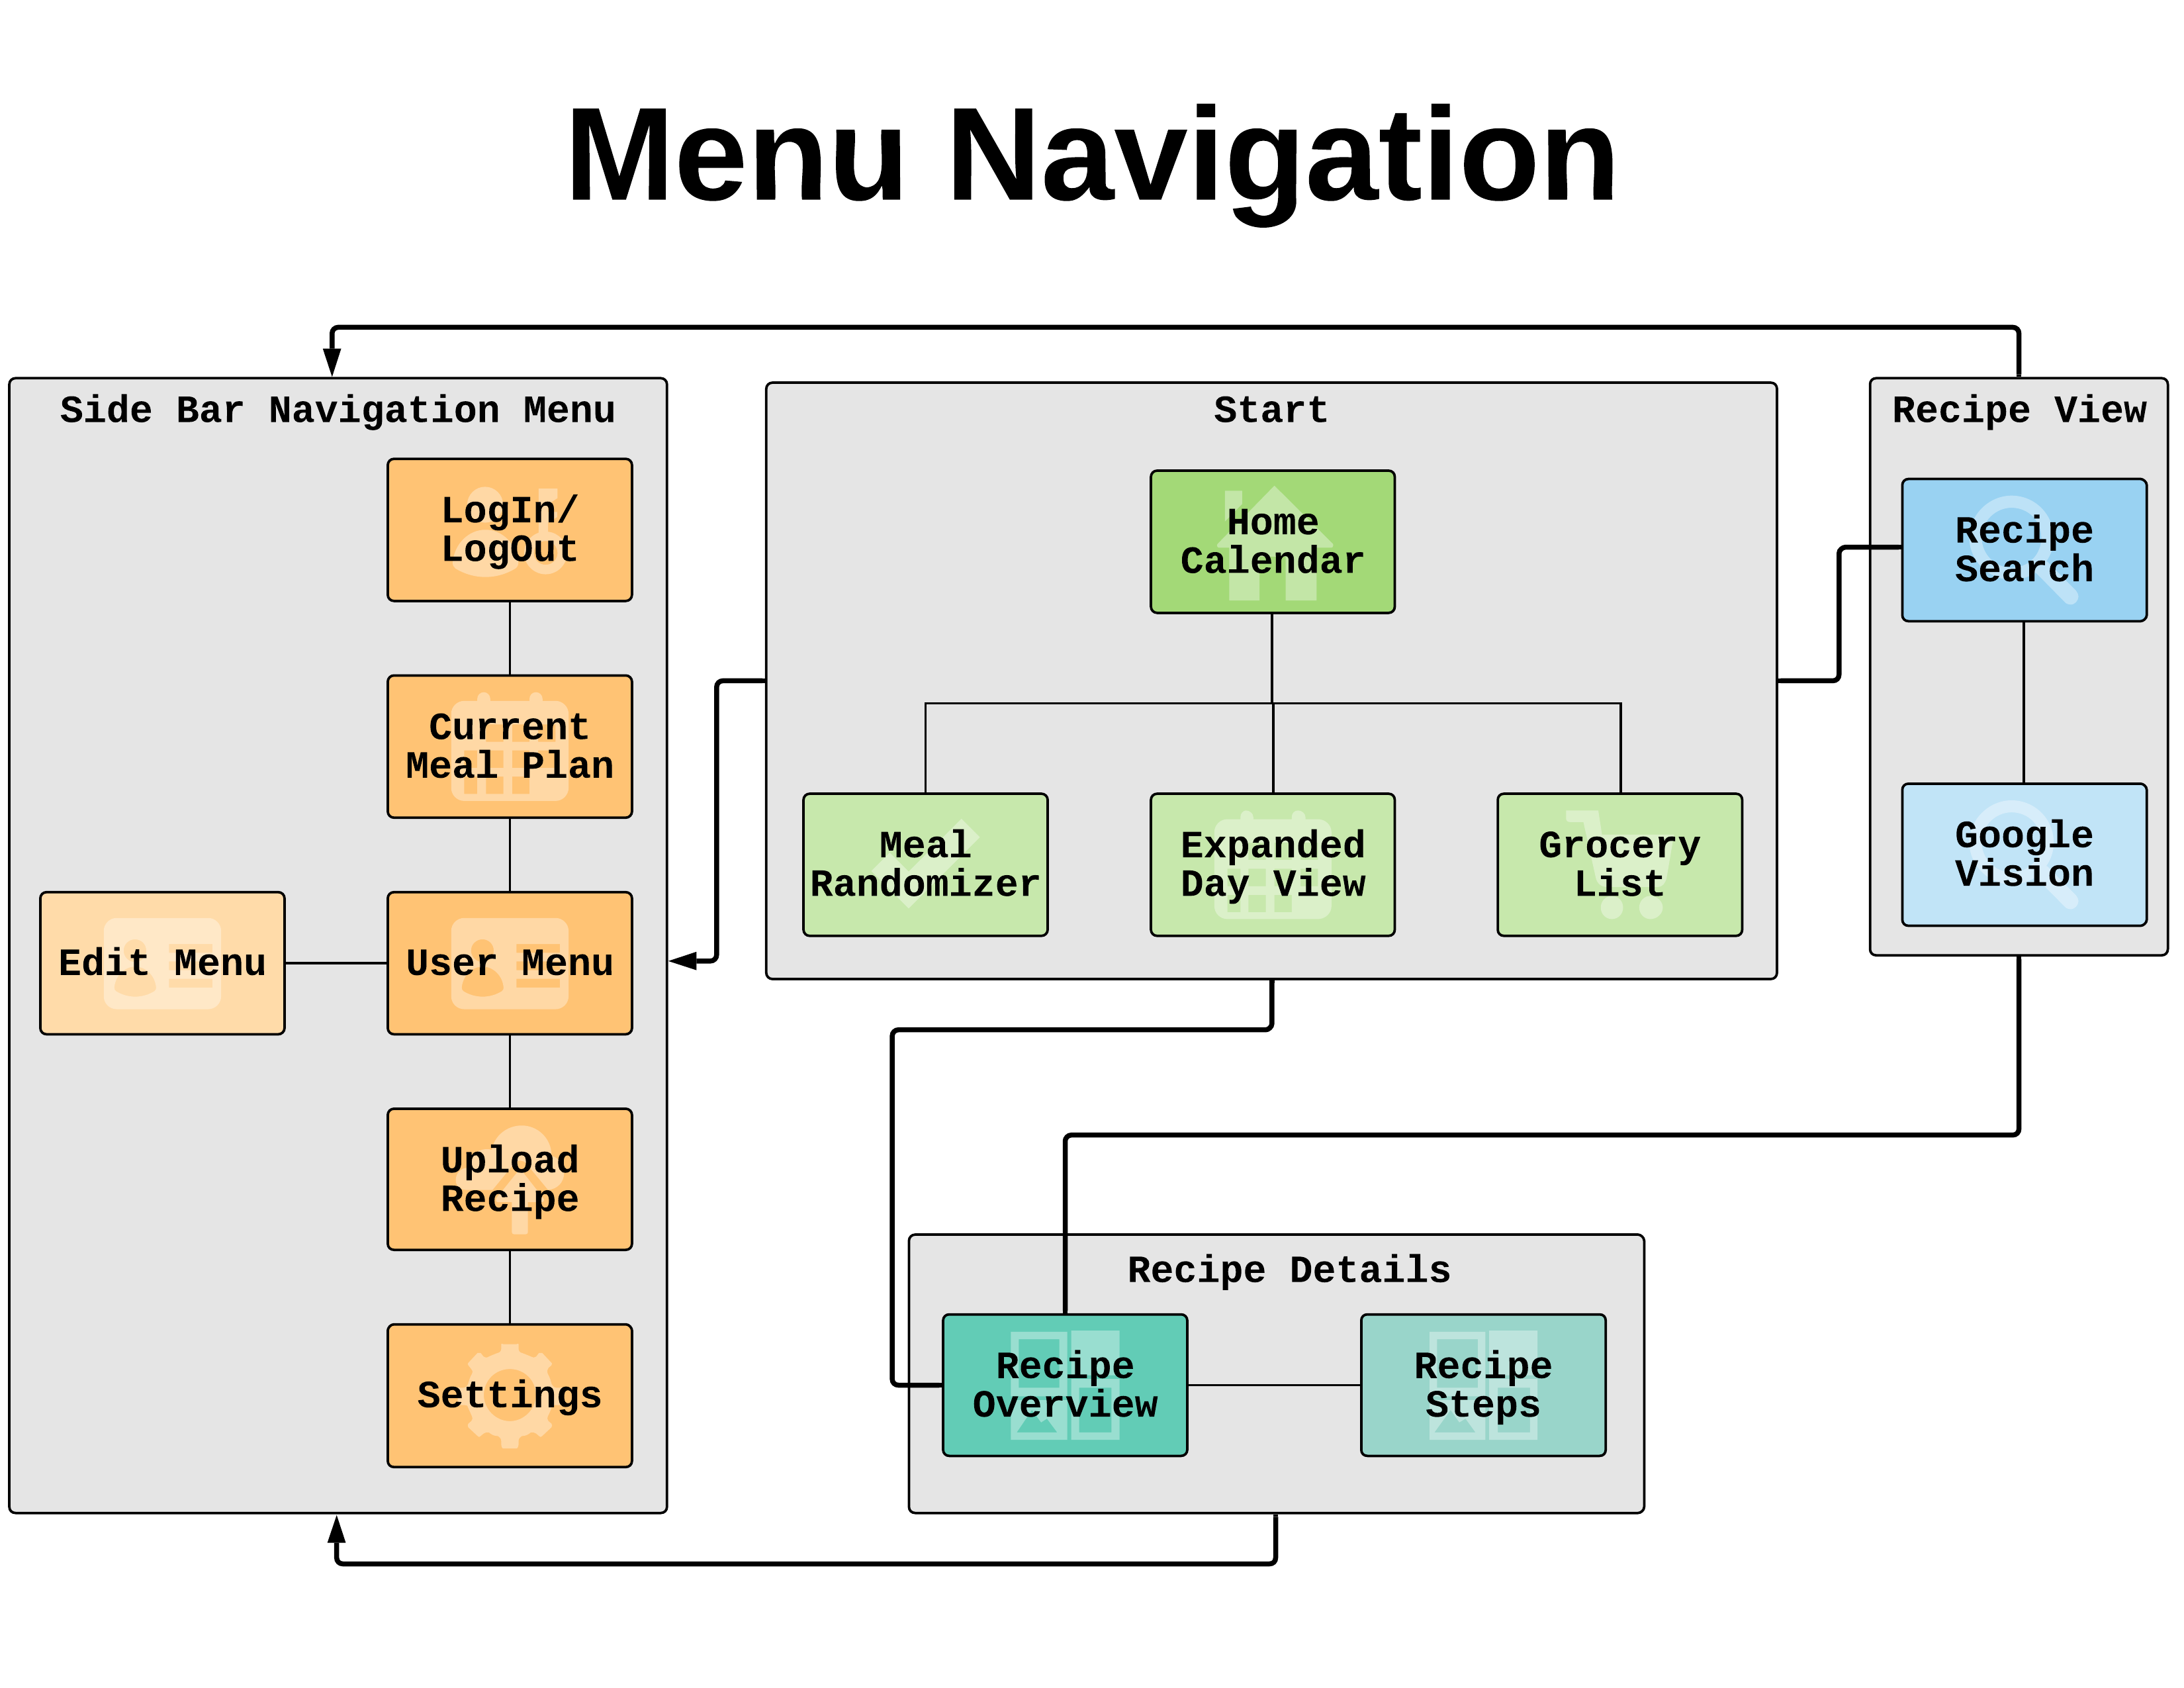 Menu Navigation
Side Bar Navigation Menu
LogIn/
LogOut
Current
Meal Plan
Edit Menu
User Menu
Upload
Recipe
Settings
Start
Home
Calendar
Meal
Randomizer
Expanded
Day View
Grocery
List
Recipe View
Recipe
Search
Google
Vision
Recipe Details
Recipe
Overview
Recipe
Steps